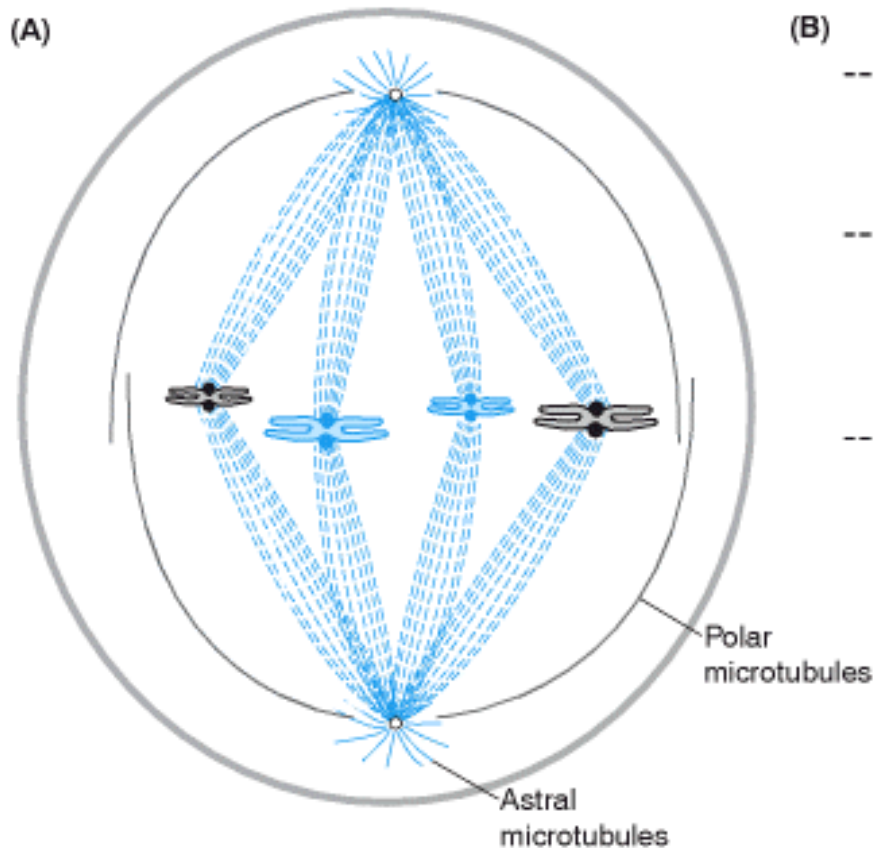 (A)
(B)
--
--
--
Polar
microtubules
Astral
microtubules